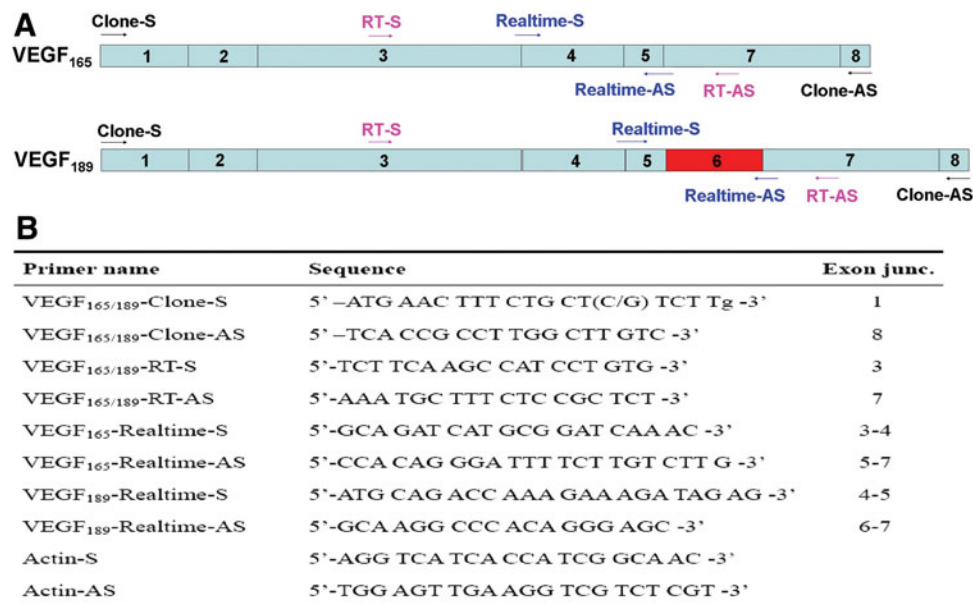 A
Clone-S RT-S Realtime-S
VEGF165 1 2 3 4 5 7 8
Realtime-AS RT-AS Clone-AS
Clone-S RT-S Realtime-S
VEGF189 1 2 3 4 5 6 7 8
Realtime-AS RT-AS Clone-AS
B
Primer name Sequence Exon junc.
VEGF165/189-Clone-S 5' –ATG AAC TTT CTG CT(C/G) TCT Tg -3' 1
VEGF165/189-Clone-AS 5' –TCA CCG CCT TGG CTT GTC -3' 8
VEGF165/189-RT-S 5'-TCT TCA AGC CAT CCT GTG -3' 3
VEGF165/189-RT-AS 5'-AAA TGC TTT CTC CGC TCT -3' 7
VEGF165-Realtime-S 5'-GCA GAT CAT GCG GAT CAA AC -3' 3-4
VEGF165-Realtime-AS 5'-CCA CAG GGA TTT TCT TGT CTT G -3' 5-7
VEGF189-Realtime-S 5'-ATG CAG ACC AAA GAA AGA TAG AG -3' 4-5
VEGF189-Realtime-AS 5'-GCA AGG CCC ACA GGG AGC -3' 6-7
Actin-S 5'-AGG TCA TCA CCA TCG GCA AC -3'
Actin-AS 5'-TGG AGT TGA AGG TCG TCT CGT -3'